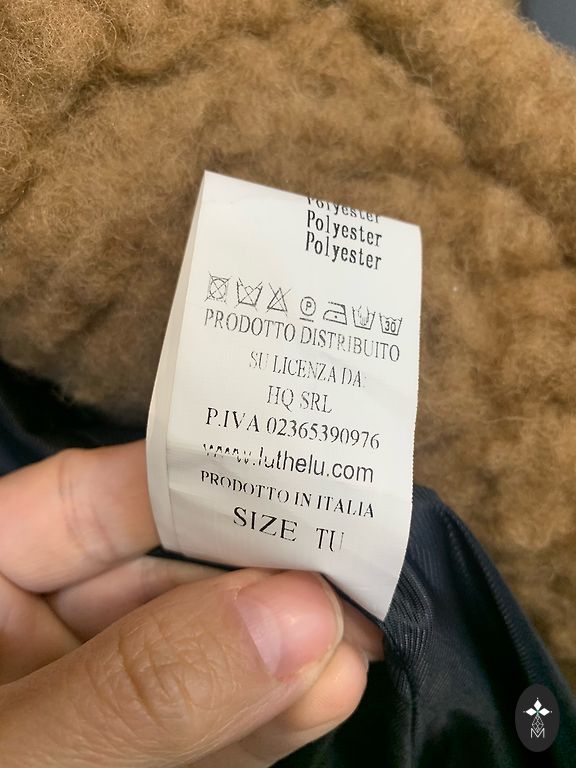 Polyester
Polyester
Polyester
P
30
PRODOTTO DISTRIBUITO
SU LICENZA DA:
HQ SRL
P.IVA 02365390976
www.luthelu.com
PRODOTTO IN ITALIA
SIZE TU
M